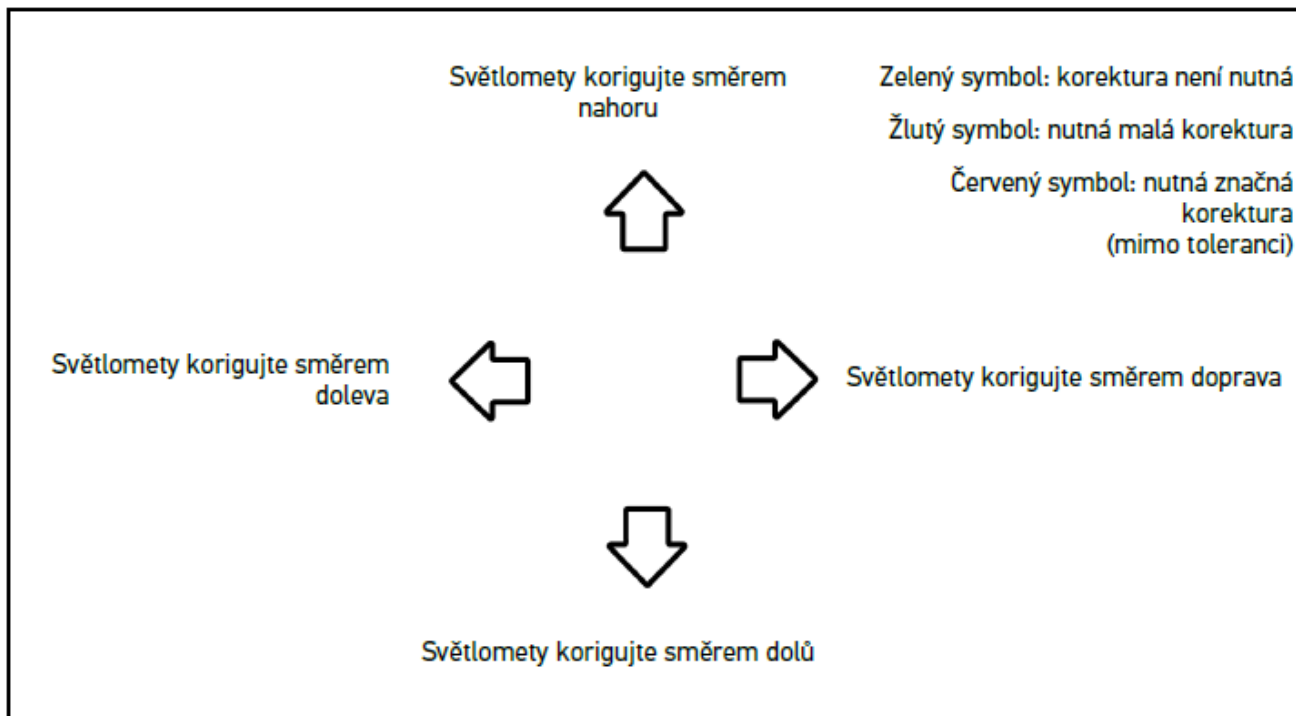 Světlomety korigujte směrem
nahoru
Zelený symbol: korektura není nutná
Žlutý symbol: nutná malá korektura
Červený symbol: nutná značná
korektura
(mimo toleranci)
Světlomety korigujte směrem
doleva
Světlomety korigujte směrem doprava
Světlomety korigujte směrem dolů